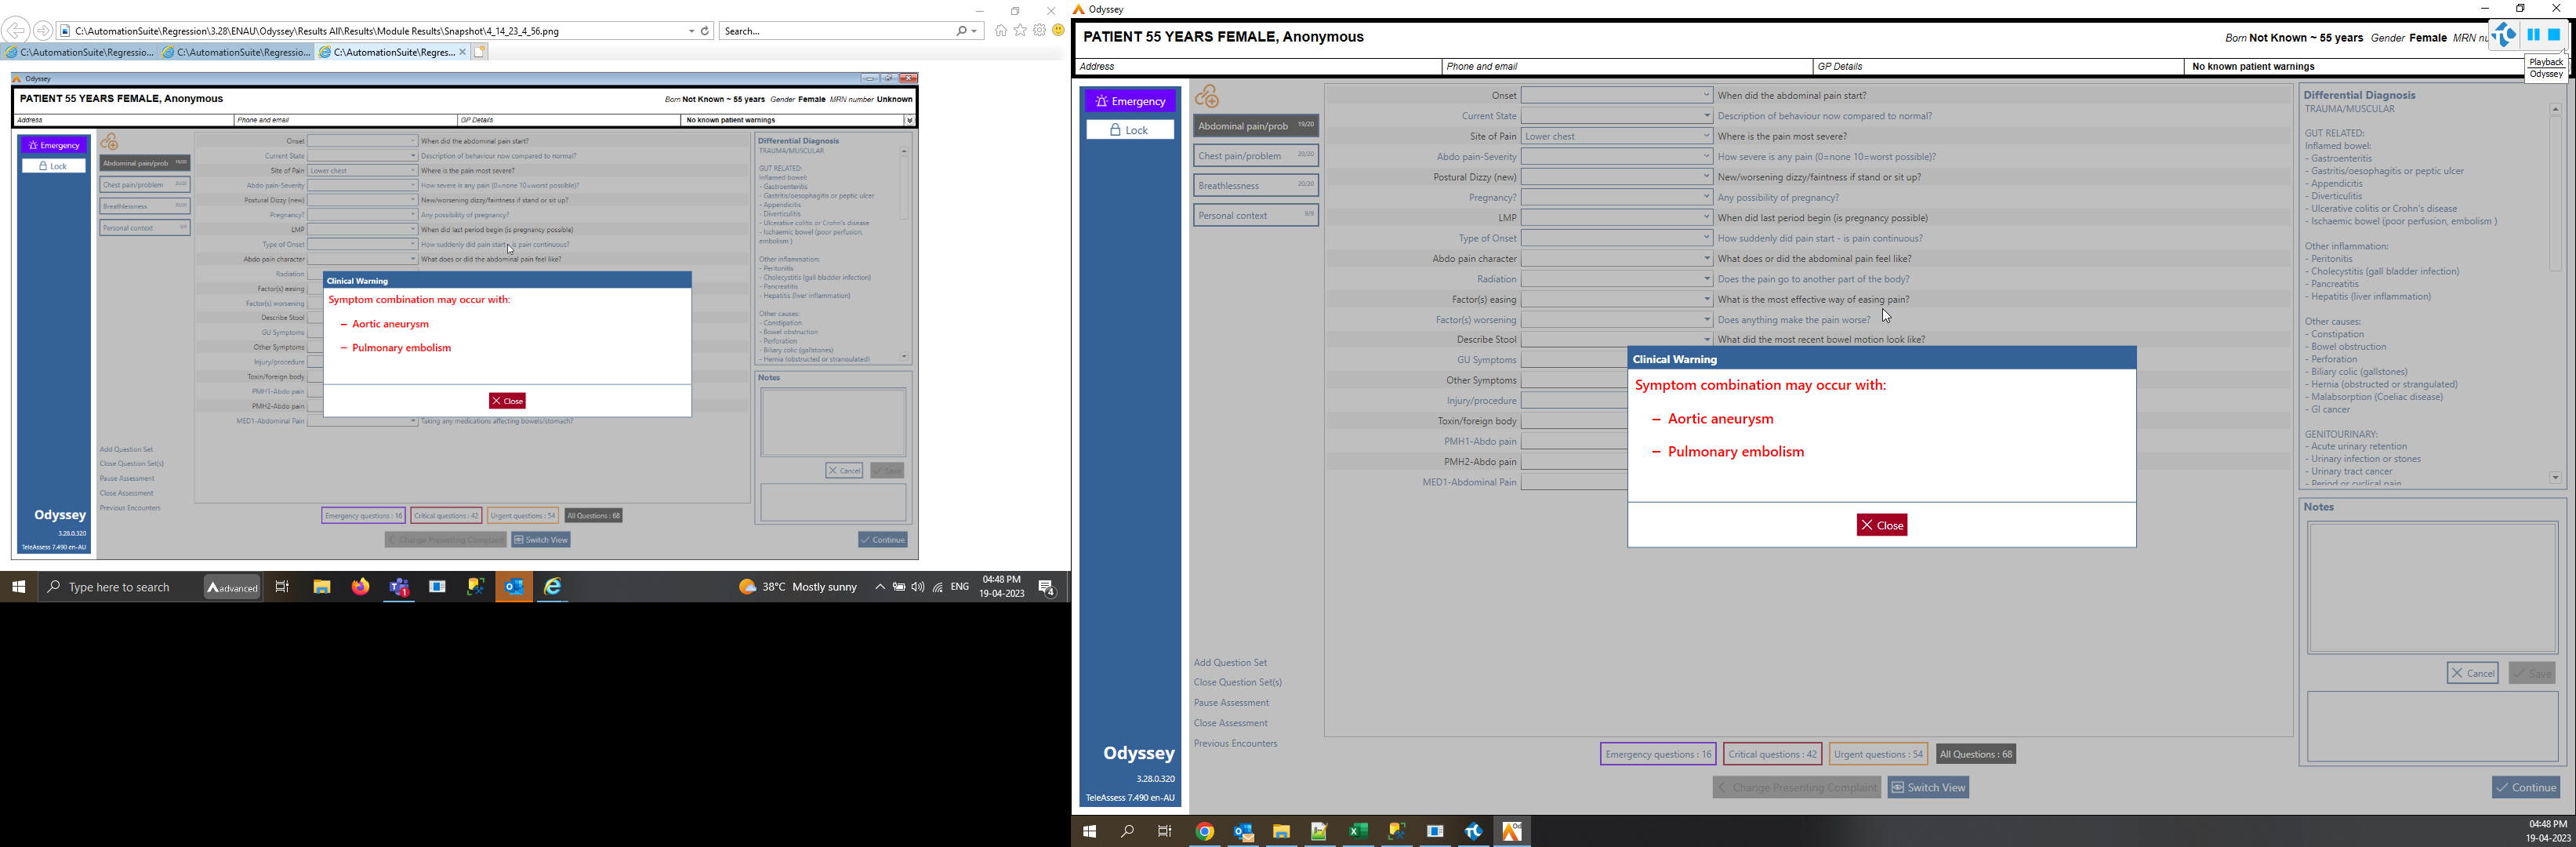 C:\AutomationSuite\Regression\3.28\ENAU\Odyssey\Results All\Results\Module Results\Snapshot\4_14_23_4_56.png
Search...
C:\AutomationSuite\Regressio...
C:\AutomationSuite\Regressio...
C:\AutomationSuite\Regres...
Odyssey
PATIENT 55 YEARS FEMALE, Anonymous
Born Not Known ~ 55 years Gender Female MRN number Unknown
Address
Phone and email
GP Details
No known patient warnings
Emergency
Lock
Abdominal pain/prob 19/20
Chest pain/problem 20/20
Breathlessness 20/20
Personal context 9/9
Onset When did the abdominal pain start?
Current State Description of behaviour now compared to normal?
Site of Pain Lower chest Where is the pain most severe?
Abdo pain-Severity How severe is any pain (0=none 10=worst possible)?
Postural Dizzy (new) New/worsening dizzy/faintness if stand or sit up?
Pregnancy? Any possibility of pregnancy?
LMP When did last period begin (is pregnancy possible)
Type of Onset How suddenly did pain start - is pain continuous?
Abdo pain character What does or did the abdominal pain feel like?
Radiation
Factor(s) easing
Factor(s) worsening
Describe Stool
GU Symptoms
Other Symptoms
Injury/procedure
Toxin/foreign body
PMH1-Abdo pain
PMH2-Abdo pain
MED1-Abdominal Pain Taking any medications affecting bowels/stomach?
Clinical Warning
Symptom combination may occur with:
– Aortic aneurysm
– Pulmonary embolism
Close
Differential Diagnosis
TRAUMA/MUSCULAR
GUT RELATED:
Inflamed bowel:
- Gastroenteritis
- Gastritis/oesophagitis or peptic ulcer
- Appendicitis
- Diverticulitis
- Ulcerative colitis or Crohn's disease
- Ischaemic bowel (poor perfusion,
embolism )
Other inflammation:
- Peritonitis
- Cholecystitis (gall bladder infection)
- Pancreatitis
- Hepatitis (liver inflammation)
Other causes:
- Constipation
- Bowel obstruction
- Perforation
- Biliary colic (gallstones)
- Hernia (obstructed or strangulated)
Notes
Cancel
Save
Add Question Set
Close Question Set(s)
Pause Assessment
Close Assessment
Previous Encounters
Odyssey
3.28.0.320
TeleAssess 7.490 en-AU
Emergency questions : 16
Critical questions : 42
Urgent questions : 54
All Questions : 68
Change Presenting Complaint
Switch View
Continue
Type here to search
advanced
1
38°C Mostly sunny
ENG
04:48 PM
19-04-2023
4
Odyssey
PATIENT 55 YEARS FEMALE, Anonymous
Born Not Known ~ 55 years Gender Female MRN nu
Playback
Odyssey
Address
Phone and email
GP Details
No known patient warnings
Emergency
Lock
Abdominal pain/prob 19/20
Chest pain/problem 20/20
Breathlessness 20/20
Personal context 9/9
Onset When did the abdominal pain start?
Current State Description of behaviour now compared to normal?
Site of Pain Lower chest Where is the pain most severe?
Abdo pain-Severity How severe is any pain (0=none 10=worst possible)?
Postural Dizzy (new) New/worsening dizzy/faintness if stand or sit up?
Pregnancy? Any possibility of pregnancy?
LMP When did last period begin (is pregnancy possible)
Type of Onset How suddenly did pain start - is pain continuous?
Abdo pain character What does or did the abdominal pain feel like?
Radiation Does the pain go to another part of the body?
Factor(s) easing What is the most effective way of easing pain?
Factor(s) worsening Does anything make the pain worse?
Describe Stool What did the most recent bowel motion look like?
GU Symptoms
Other Symptoms
Injury/procedure
Toxin/foreign body
PMH1-Abdo pain
PMH2-Abdo pain
MED1-Abdominal Pain
Clinical Warning
Symptom combination may occur with:
– Aortic aneurysm
– Pulmonary embolism
Close
Differential Diagnosis
TRAUMA/MUSCULAR
GUT RELATED:
Inflamed bowel:
- Gastroenteritis
- Gastritis/oesophagitis or peptic ulcer
- Appendicitis
- Diverticulitis
- Ulcerative colitis or Crohn's disease
- Ischaemic bowel (poor perfusion, embolism )
Other inflammation:
- Peritonitis
- Cholecystitis (gall bladder infection)
- Pancreatitis
- Hepatitis (liver inflammation)
Other causes:
- Constipation
- Bowel obstruction
- Perforation
- Biliary colic (gallstones)
- Hernia (obstructed or strangulated)
- Malabsorption (Coeliac disease)
- GI cancer
GENITOURINARY:
- Acute urinary retention
- Urinary infection or stones
- Urinary tract cancer
- Period or cyclical pain
Notes
Cancel
Save
Add Question Set
Close Question Set(s)
Pause Assessment
Close Assessment
Previous Encounters
Odyssey
3.28.0.320
TeleAssess 7.490 en-AU
Emergency questions : 16
Critical questions : 42
Urgent questions : 54
All Questions : 68
Change Presenting Complaint
Switch View
Continue
04:48 PM
19-04-2023